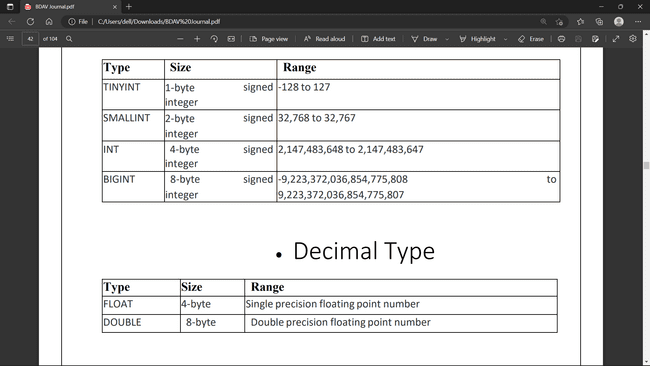 BDAV Journal.pdf
File | C:/Users/dell/Downloads/BDAV%20Journal.pdf
42 of 104 Page view Read aloud Add text Draw Highlight Erase
Type Size Range
TINYINT 1-byte signed -128 to 127
integer
SMALLINT 2-byte signed 32,768 to 32,767
integer
INT 4-byte signed 2,147,483,648 to 2,147,483,647
integer
BIGINT 8-byte signed -9,223,372,036,854,775,808 to
integer 9,223,372,036,854,775,807
• Decimal Type
Type Size Range
FLOAT 4-byte Single precision floating point number
DOUBLE 8-byte Double precision floating point number